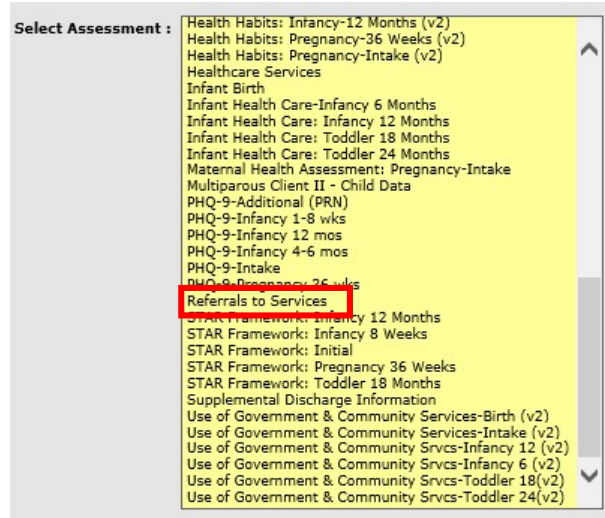 Select Assessment :
Health Habits: Infancy-12 Months (v2)
Health Habits: Pregnancy-36 Weeks (v2)
Health Habits: Pregnancy-Intake (v2)
Healthcare Services
Infant Birth
Infant Health Care-Infancy 6 Months
Infant Health Care: Infancy 12 Months
Infant Health Care: Toddler 18 Months
Infant Health Care: Toddler 24 Months
Maternal Health Assessment: Pregnancy-Intake
Multiparous Client II - Child Data
PHQ-9-Additional (PRN)
PHQ-9-Infancy 1-8 wks
PHQ-9-Infancy 12 mos
PHQ-9-Infancy 4-6 mos
PHQ-9-Intake
PHQ-9-Pregnancy 36 wks
Referrals to Services
STAR Framework: Infancy 12 Months
STAR Framework: Infancy 8 Weeks
STAR Framework: Initial
STAR Framework: Pregnancy 36 Weeks
STAR Framework: Toddler 18 Months
Supplemental Discharge Information
Use of Government & Community Services-Birth (v2)
Use of Government & Community Services-Intake (v2)
Use of Government & Community Srvcs-Infancy 12 (v2)
Use of Government & Community Srvcs-Infancy 6 (v2)
Use of Government & Community Srvcs-Toddler 18(v2)
Use of Government & Community Srvcs-Toddler 24(v2)